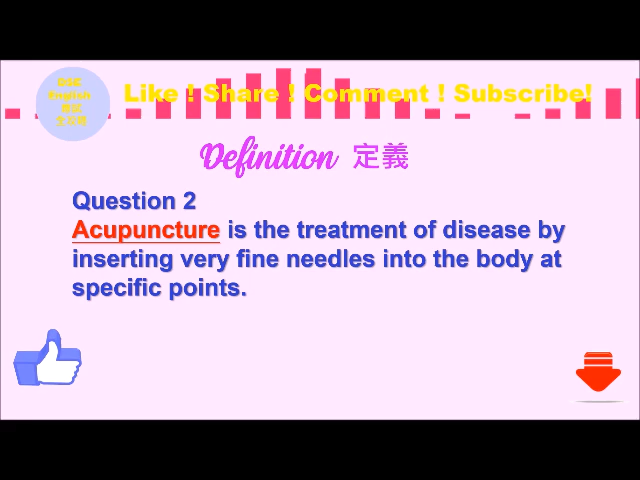 English
Like ! Share ! Comment ! Subscribe!
Definition 定義
Question 2
Acupuncture is the treatment of disease by
inserting very fine needles into the body at
specific points.